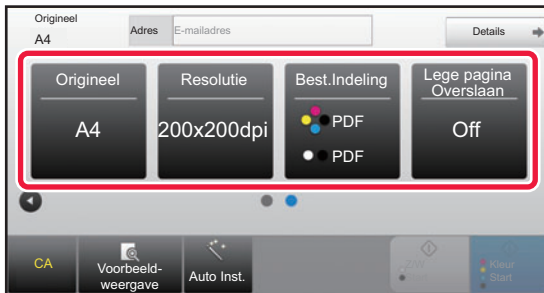 Origineel
A4
Adres
E-mailadres
Details
Origineel
A4
Resolutie
200x200dpi
Best.Indeling
PDF
PDF
Lege pagina
Overslaan
Off
CA
Voorbeeld-
weergave
Auto Inst.
Z/W
Start
Kleur
Start